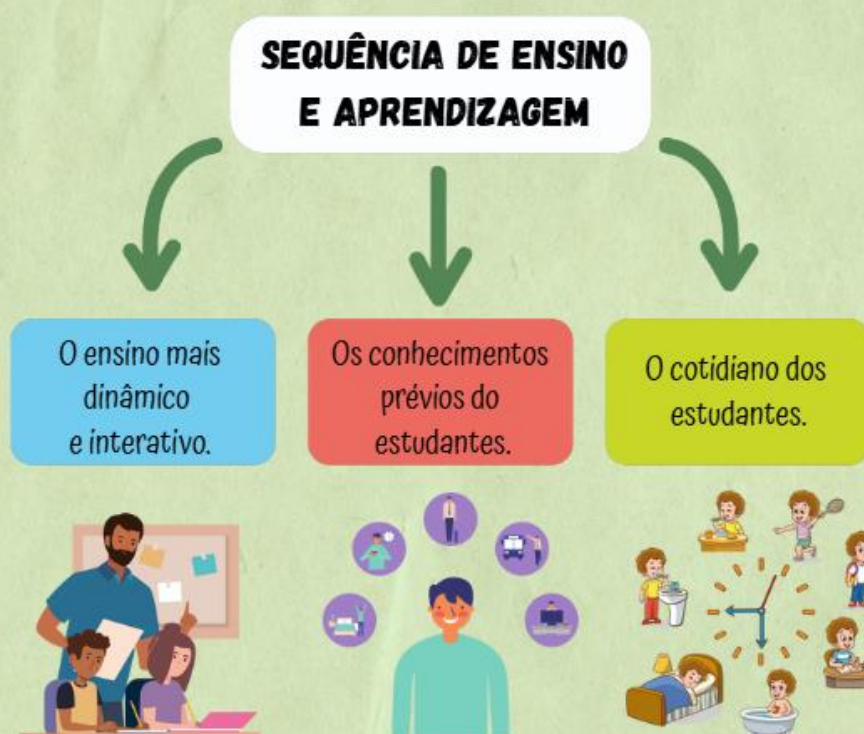 SEQUÊNCIA DE ENSINO
E APRENDIZAGEM
O ensino mais
dinâmico
e interativo.
Os conhecimentos
prévios do
estudantes.
O cotidiano dos
estudantes.